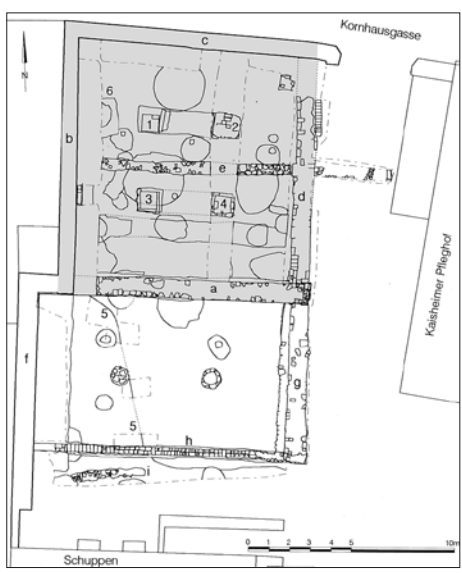 Kornhausgasse
c
N
6
1
2
b
e
3
4
d
Kaisheimer Pfleghof
a
5
f
g
5
h
i
0 1 2 3 4 5 10m
Schuppen